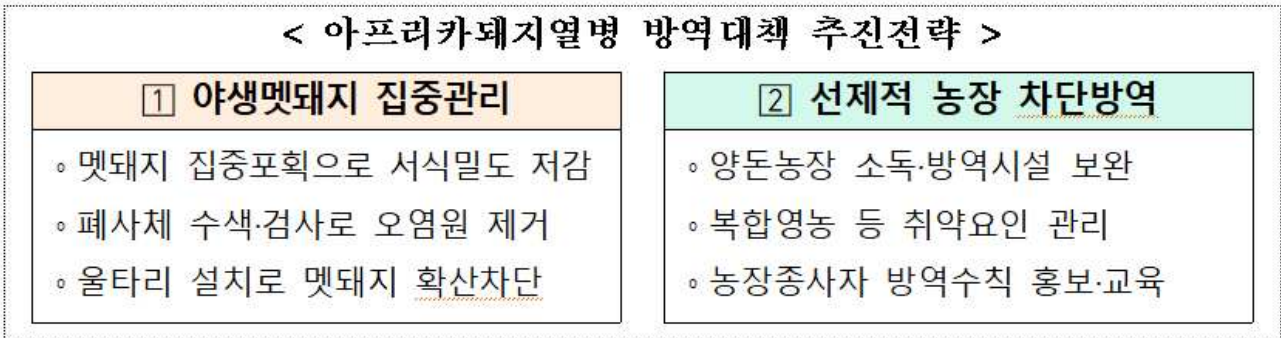 < 아프리카돼지열병 방역대책 추진전략 >
1 야생멧돼지 집중관리
◦ 멧돼지 집중포획으로 서식밀도 저감
◦ 폐사체 수색·검사로 오염원 제거
◦ 울타리 설치로 멧돼지 확산차단
2 선제적 농장 차단방역
◦ 양돈농장 소독·방역시설 보완
◦ 복합영농 등 취약요인 관리
◦ 농장종사자 방역수칙 홍보·교육